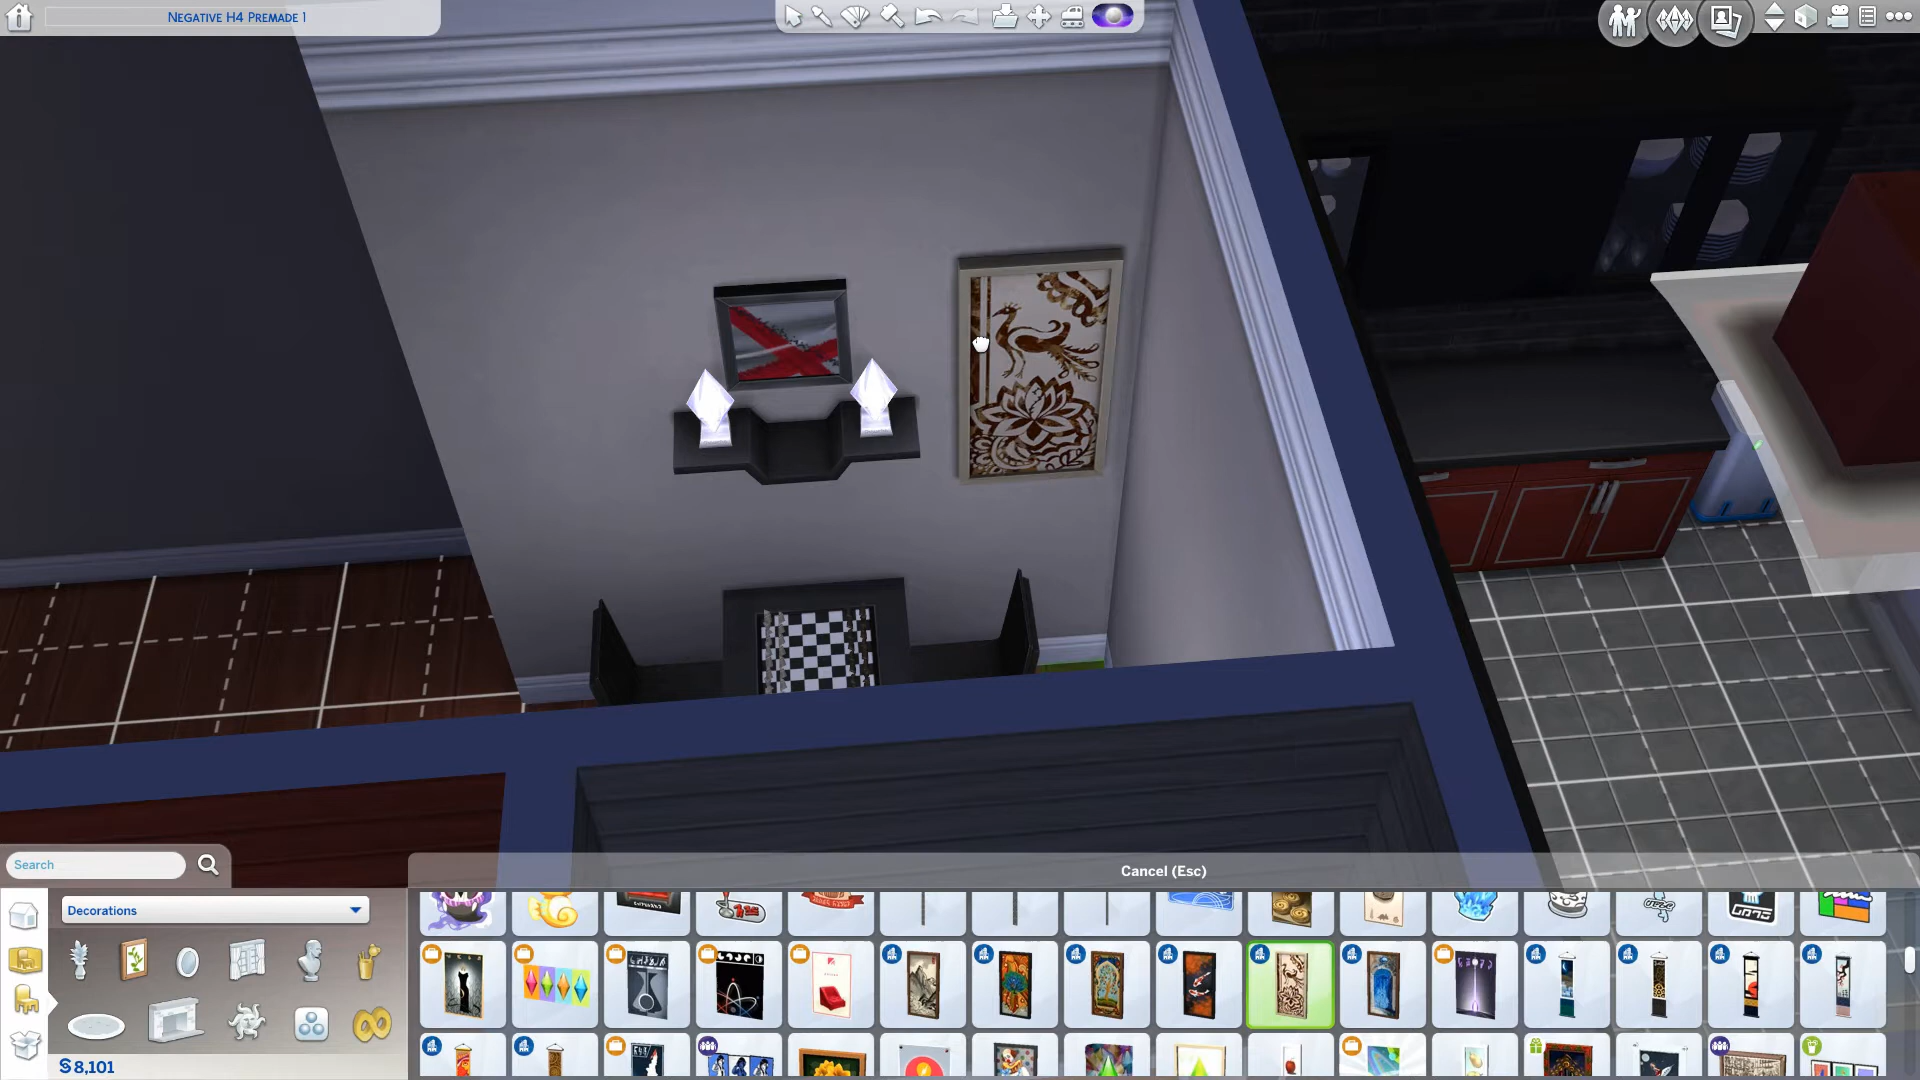 Negative H4 Premade 1
Search
Cancel (Esc)
Decorations
§8,101